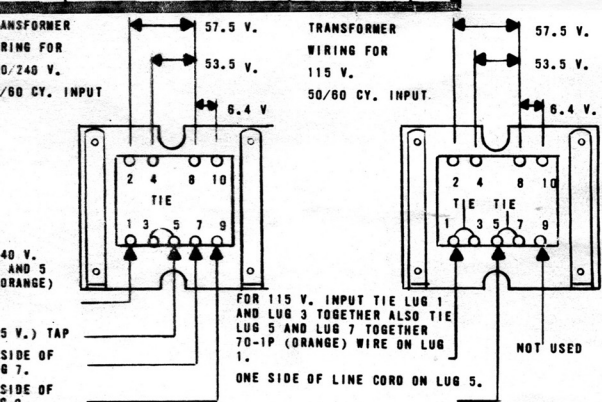 ANSFORMER
RING FOR
0/240 V.
/60 CY. INPUT
57.5 V.
53.5 V.
6.4 V
2 4 8 10
TIE
1 3 5 7 9
40 V.
AND 5
ORANGE)
5 V.) TAP
SIDE OF
G 7.
SIDE OF
TRANSFORMER
WIRING FOR
115 V.
50/60 CY. INPUT
57.5 V.
53.5 V.
6.4 V.
2 4 8 10
TIE TIE
1 3 5 7 9
FOR 115 V. INPUT TIE LUG 1
AND LUG 3 TOGETHER ALSO TIE
LUG 5 AND LUG 7 TOGETHER
70-1P (ORANGE) WIRE ON LUG
1.
ONE SIDE OF LINE CORD ON LUG 5.
NOT USED